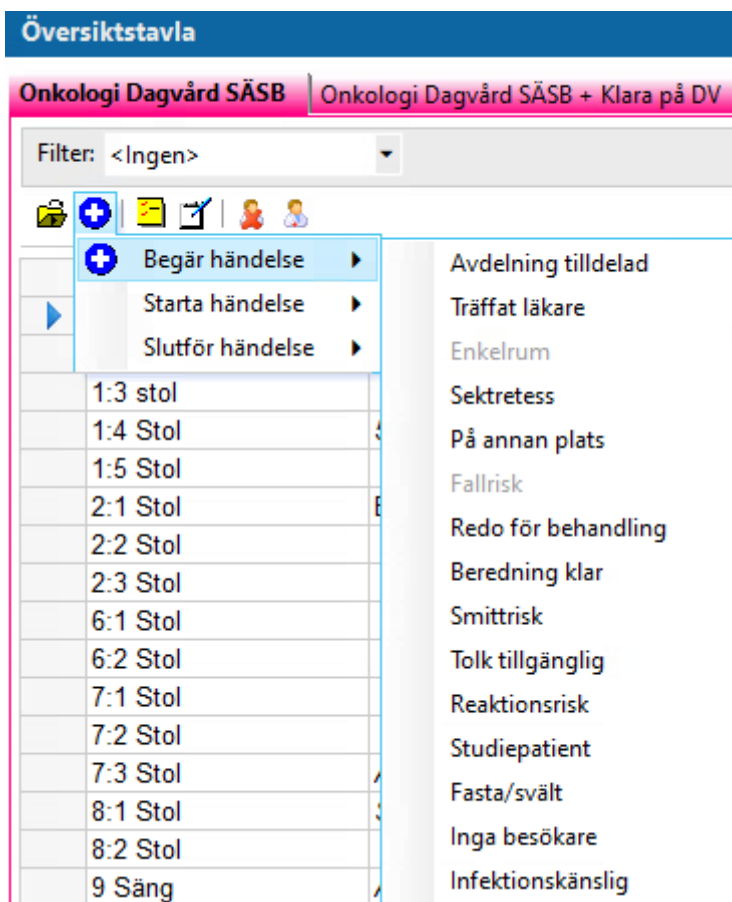 Översiktstavla
Onkologi Dagvård SÄSB
Onkologi Dagvård SÄSB + Klara på DV
Filter: <Ingen>
Begär händelse
Starta händelse
Slutför händelse
Avdelning tilldelad
Träffat läkare
Enkelrum
Sektretess
På annan plats
Fallrisk
Redo för behandling
Beredning klar
Smittrisk
Tolk tillgänglig
Reaktionsrisk
Studiepatient
Fasta/svält
Inga besökare
Infektionskänslig
1:3 stol
1:4 Stol
1:5 Stol
2:1 Stol
2:2 Stol
2:3 Stol
6:1 Stol
6:2 Stol
7:1 Stol
7:2 Stol
7:3 Stol
8:1 Stol
8:2 Stol
9 Säng